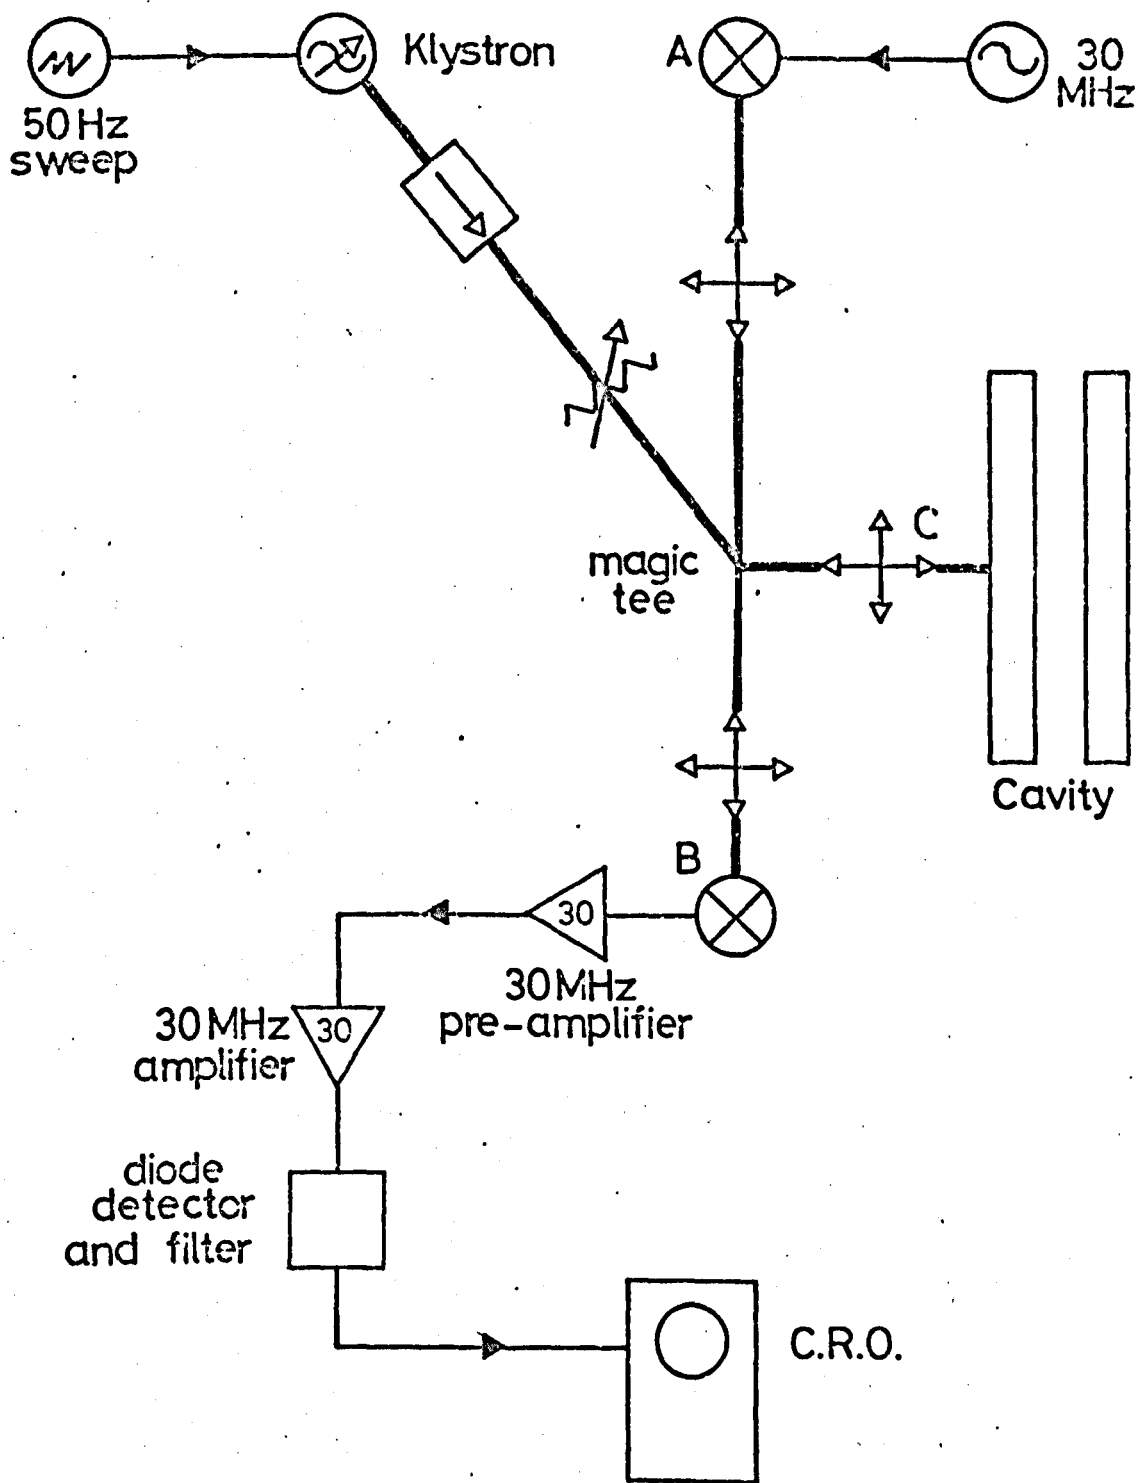 Klystron
A
30
MHz
50 Hz
sweep
C
magic
tee
Cavity
B
30
30 MHz
pre-amplifier
30 MHz
amplifier
30
diode
detector
and filter
C.R.O.